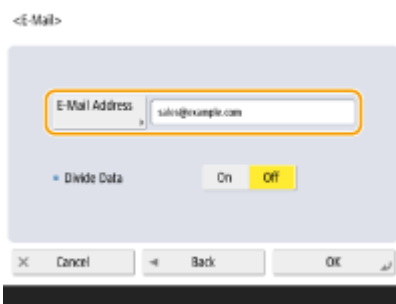 <E-Mail>
E-Mail Address sales@example.com
Divide Data On Off
Cancel Back OK